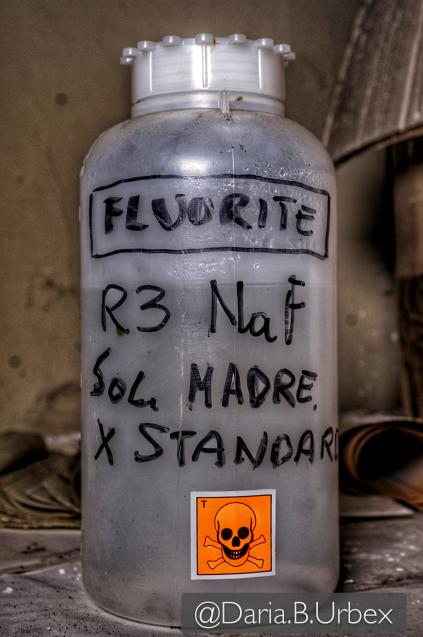 FLUORITE
R3 NaF
SOL. MADRE.
X STANDARD
T
@Daria.B.Urbex